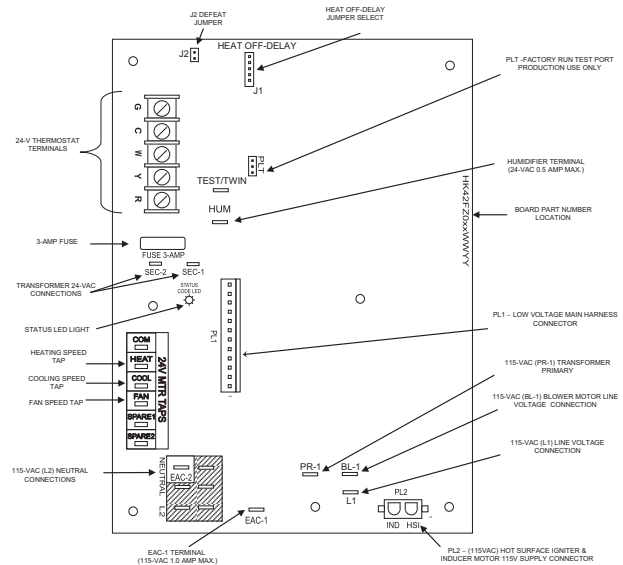 J2 DEFEAT
JUMPER
HEAT OFF-DELAY
JUMPER SELECT
HEAT OFF-DELAY
J2
J1
PLT -FACTORY RUN TEST PORT
PRODUCTION USE ONLY
G
C
W
Y
R
24-V THERMOSTAT
TERMINALS
PLT
TEST/TWIN
HUM
HUMIDIFIER TERMINAL
(24-VAC 0.5 AMP MAX.)
HK42FZ0xxWWYY
BOARD PART NUMBER
LOCATION
3-AMP FUSE
FUSE 3-AMP
SEC-2
SEC-1
TRANSFORMER 24-VAC
CONNECTIONS
STATUS
CODE LED
STATUS LED LIGHT
PL1
PL1 – LOW VOLTAGE MAIN HARNESS
CONNECTOR
COM
HEAT
COOL
FAN
SPARE1
SPARE2
24V MTR TAPS
HEATING SPEED
TAP
COOLING SPEED
TAP
FAN SPEED TAP
115-VAC (PR-1) TRANSFORMER
PRIMARY
115-VAC (BL-1) BLOWER MOTOR LINE
VOLTAGE CONNECTION
115-VAC (L1) LINE VOLTAGE
CONNECTION
115-VAC (L2) NEUTRAL
CONNECTIONS
NEUTRAL
L2
EAC-2
EAC-1
PR-1
BL-1
L1
PL2
IND
HSI
EAC-1 TERMINAL
(115-VAC 1.0 AMP MAX.)
PL2 – (115VAC) HOT SURFACE IGNITER &
INDUCER MOTOR 115V SUPPLY CONNECTOR